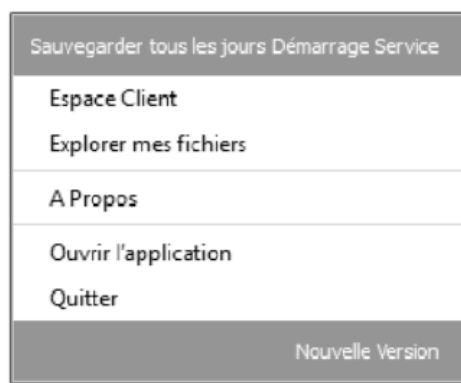 Sauvegarder tous les jours Démarrage Service
Espace Client
Explorer mes fichiers
A Propos
Ouvrir l'application
Quitter
Nouvelle Version